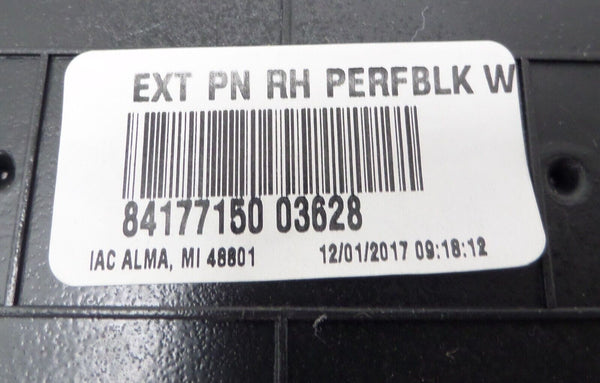 EXT PN RH PERFBLK W
84177150 03628
IAC ALMA, MI 48801
12/01/2017 09:18:12